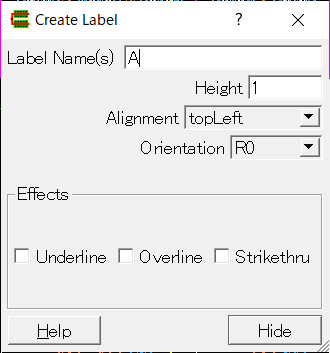 Create Label ?
Label Name(s) A
Height 1
Alignment topLeft
Orientation R0
Effects
Underline Overline Strikethru
Help Hide